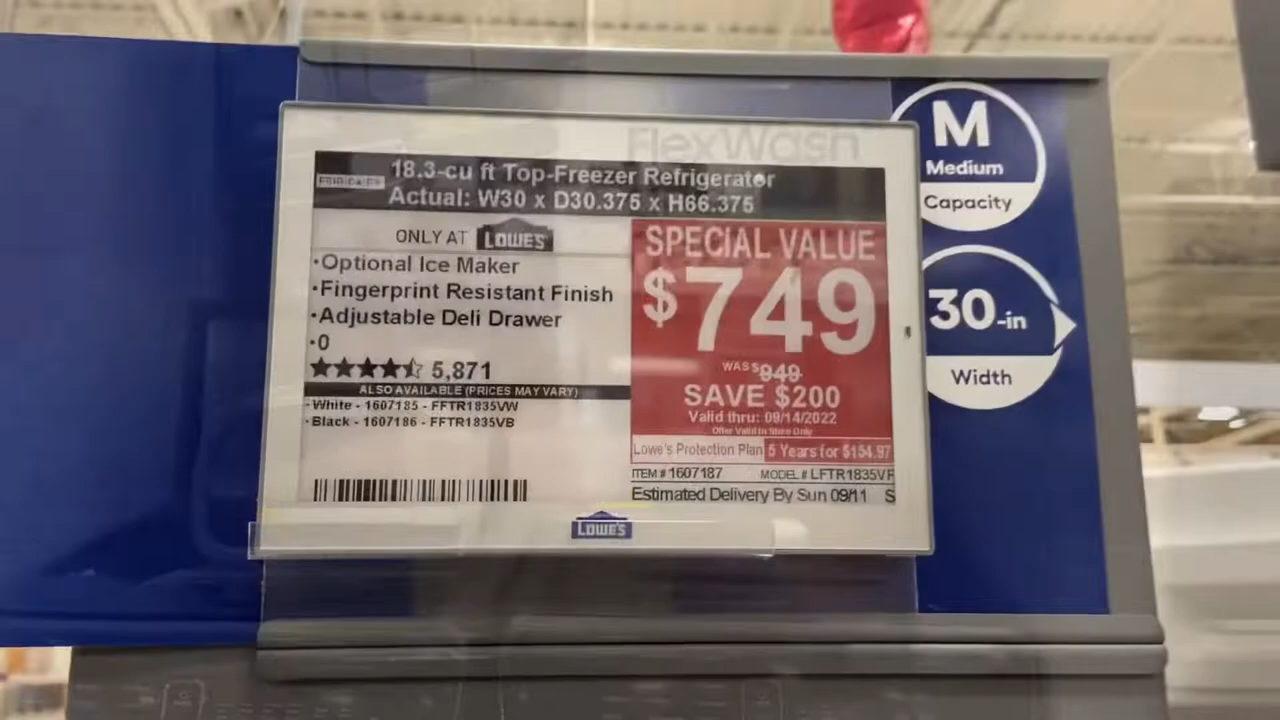 FlexWash
FRIGIDAIRE
18.3-cu ft Top-Freezer Refrigerator
Actual: W30 x D30.375 x H66.375
ONLY AT LOWE'S
·Optional Ice Maker
·Fingerprint Resistant Finish
·Adjustable Deli Drawer
·0
5,871
ALSO AVAILABLE (PRICES MAY VARY)
· White - 1607185 - FFTR1835VW
· Black - 1607186 - FFTR1835VB
SPECIAL VALUE
$749
WAS $949
SAVE $200
Valid thru: 09/14/2022
Offer Valid In Store Only
Lowe's Protection Plan 5 Years for $154.97
ITEM # 1607187 MODEL # LFTR1835VF
Estimated Delivery By Sun 09/11 S
LOWE'S
M
Medium
Capacity
30-in
Width